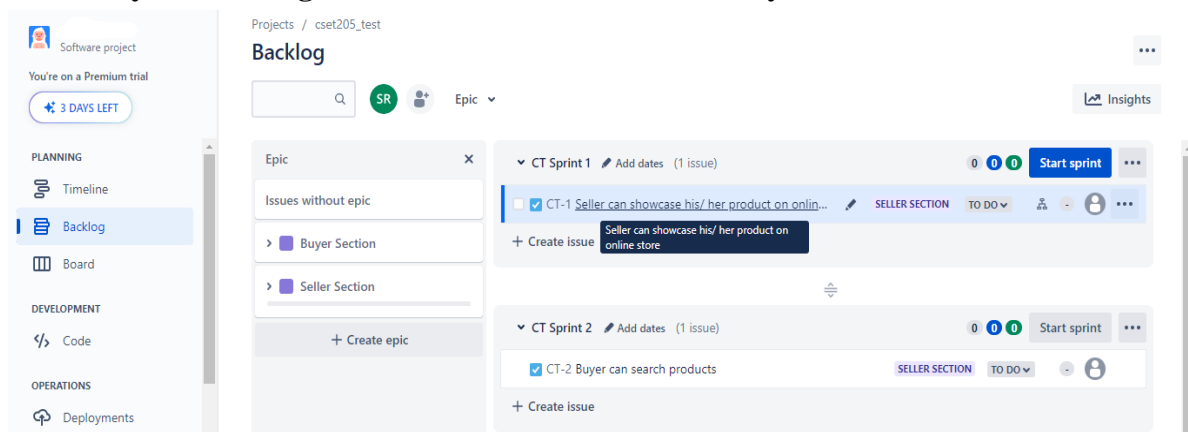 Projects / cset205_test
Software project
Backlog
You're on a Premium trial
3 DAYS LEFT
SR
Epic
Insights
PLANNING
Timeline
Backlog
Board
DEVELOPMENT
Code
OPERATIONS
Deployments
Epic
Issues without epic
Buyer Section
Seller Section
+ Create epic
CT Sprint 1 Add dates (1 issue) 0 0 0 Start sprint
CT-1 Seller can showcase his/ her product on onlin... SELLER SECTION TO DO -
Seller can showcase his/ her product on
online store
+ Create issue
CT Sprint 2 Add dates (1 issue) 0 0 0 Start sprint
CT-2 Buyer can search products SELLER SECTION TO DO -
+ Create issue